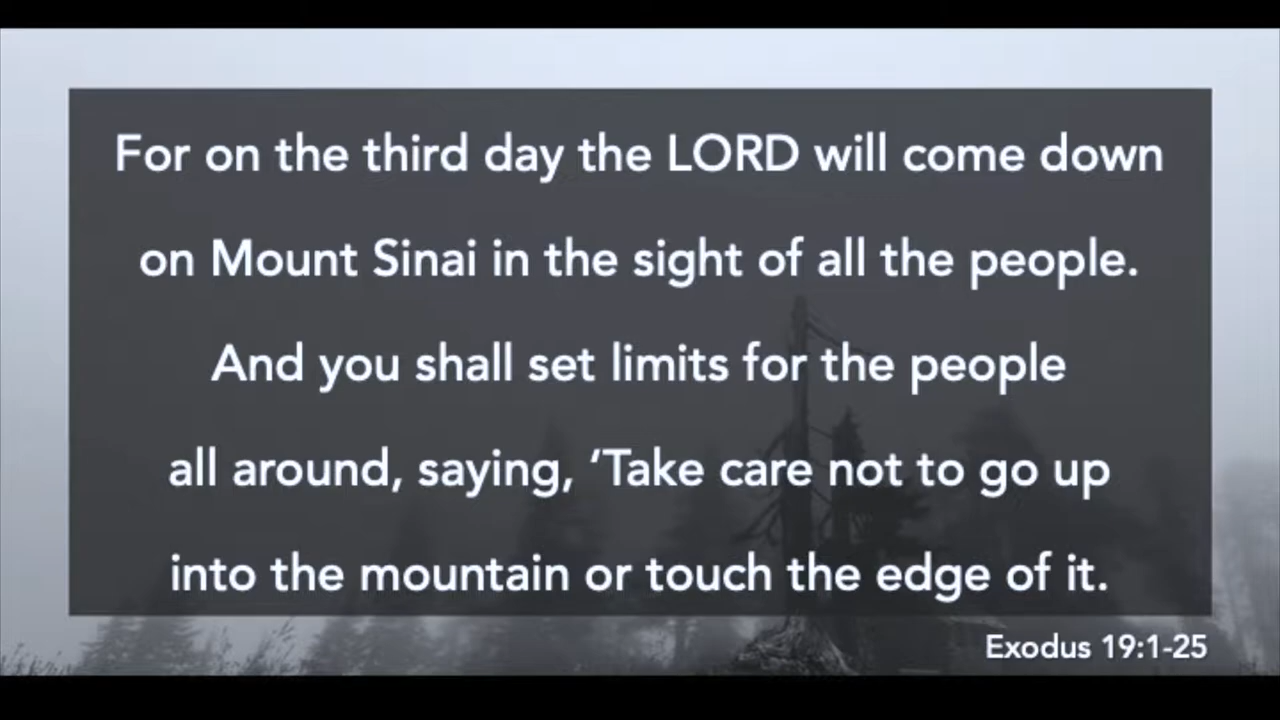 For on the third day the LORD will come down
on Mount Sinai in the sight of all the people.
And you shall set limits for the people
all around, saying, ‘Take care not to go up
into the mountain or touch the edge of it.
Exodus 19:1-25